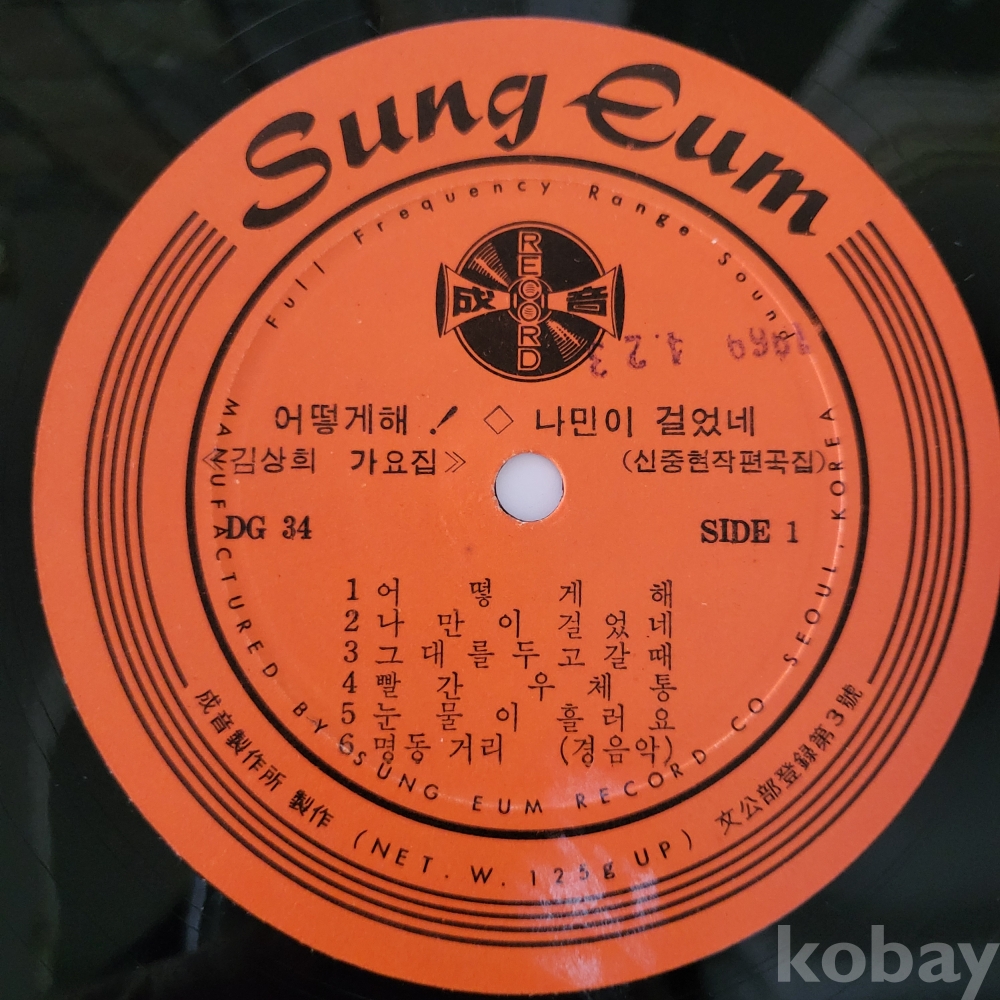 Sung Eum
Full Frequency Range Sound
RECORD
成音
1969 4.23
어떻게해! ◇ 나민이 걸었네
≪김상희 가요집≫ (신중현작편곡집)
DG 34 SIDE 1
1 어떻게해
2 나만이걸었네
3 그대를두고갈때
4 빨간우체통
5 눈물이흘러요
6 명동거리 (경음악)
MANUFACTURED BY SUNG EUM RECORD CO SEOUL, KOREA
成音製作所 製作 (NET. W. 125g UP) 文公部登録第3號
kobay